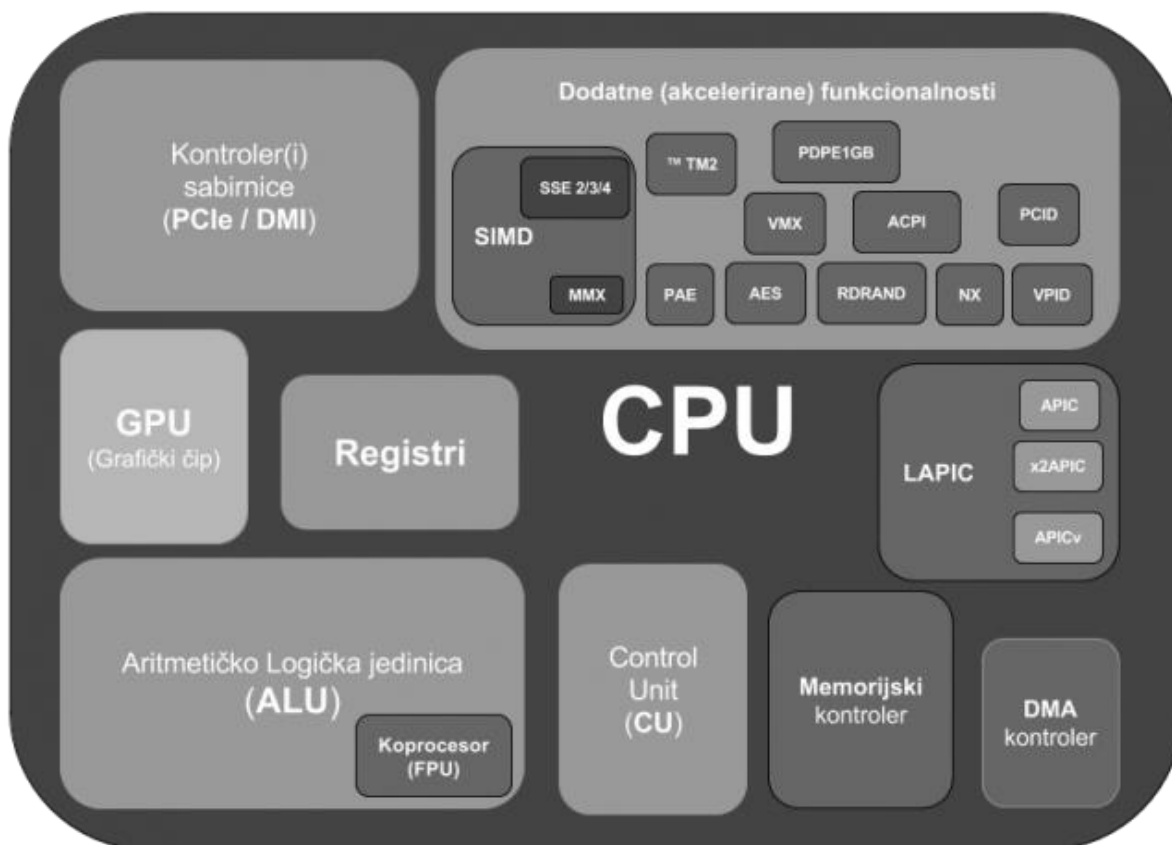 Kontroler(i)
sabirnice
(PCIe / DMI)
Dodatne (akcelerirane) funkcionalnosti
SIMD
SSE 2/3/4
MMX
™ TM2
PDPE1GB
VMX
ACPI
PCID
PAE
AES
RDRAND
NX
VPID
GPU
(Grafički čip)
Registri
CPU
LAPIC
APIC
x2APIC
APICv
Aritmetičko Logička jedinica
(ALU)
Koprocesor
(FPU)
Control
Unit
(CU)
Memorijski
kontroler
DMA
kontroler